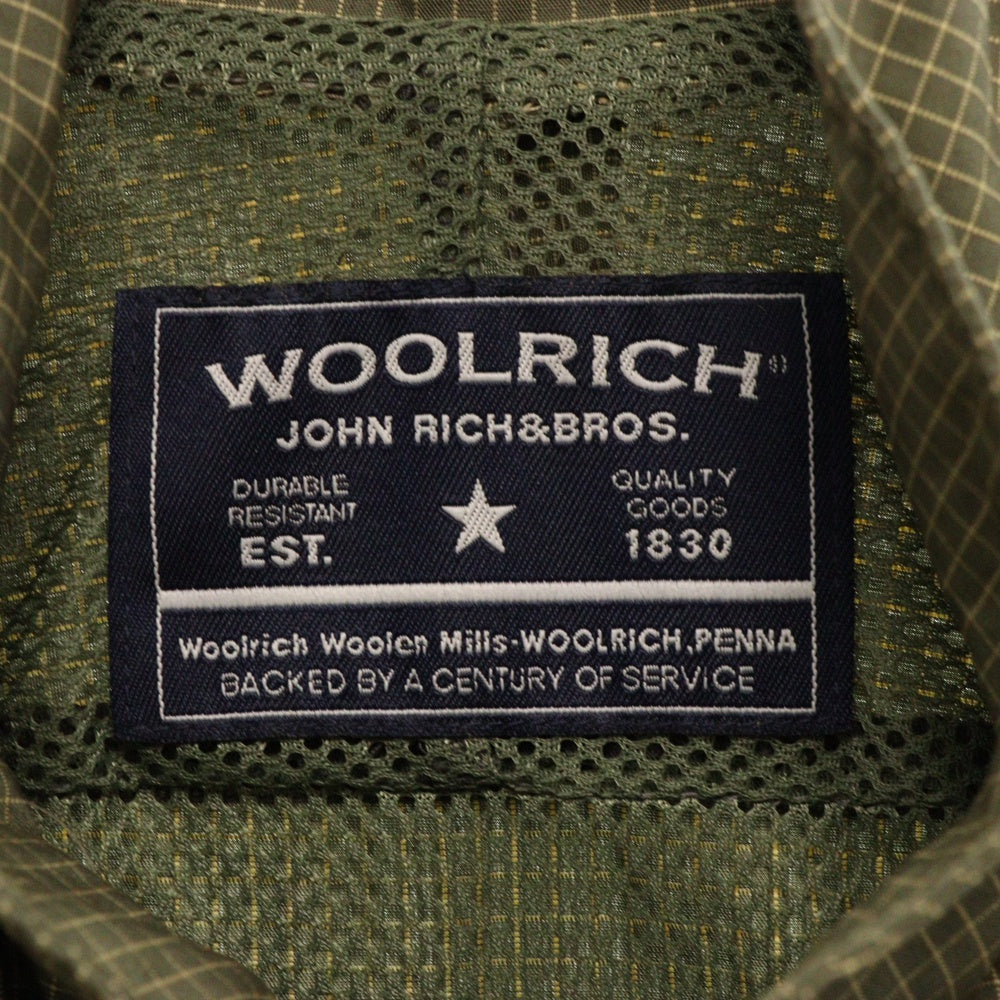 WOOLRICH®
JOHN RICH&BROS.
DURABLE
RESISTANT
EST.
QUALITY
GOODS
1830
Woolrich Woolen Mills-WOOLRICH,PENNA
BACKED BY A CENTURY OF SERVICE